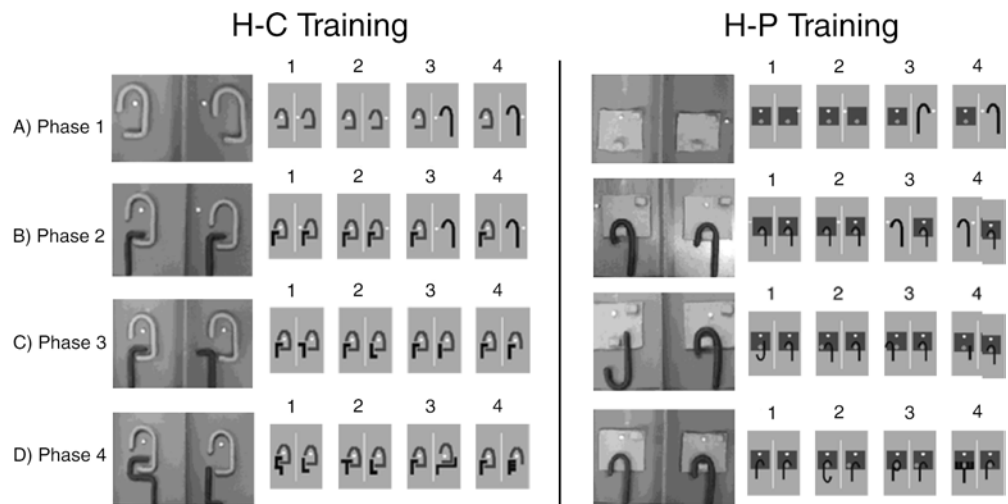 H-C Training H-P Training
1 2 3 4 1 2 3 4
A) Phase 1
1 2 3 4 1 2 3 4
B) Phase 2
1 2 3 4 1 2 3 4
C) Phase 3
1 2 3 4 1 2 3 4
D) Phase 4